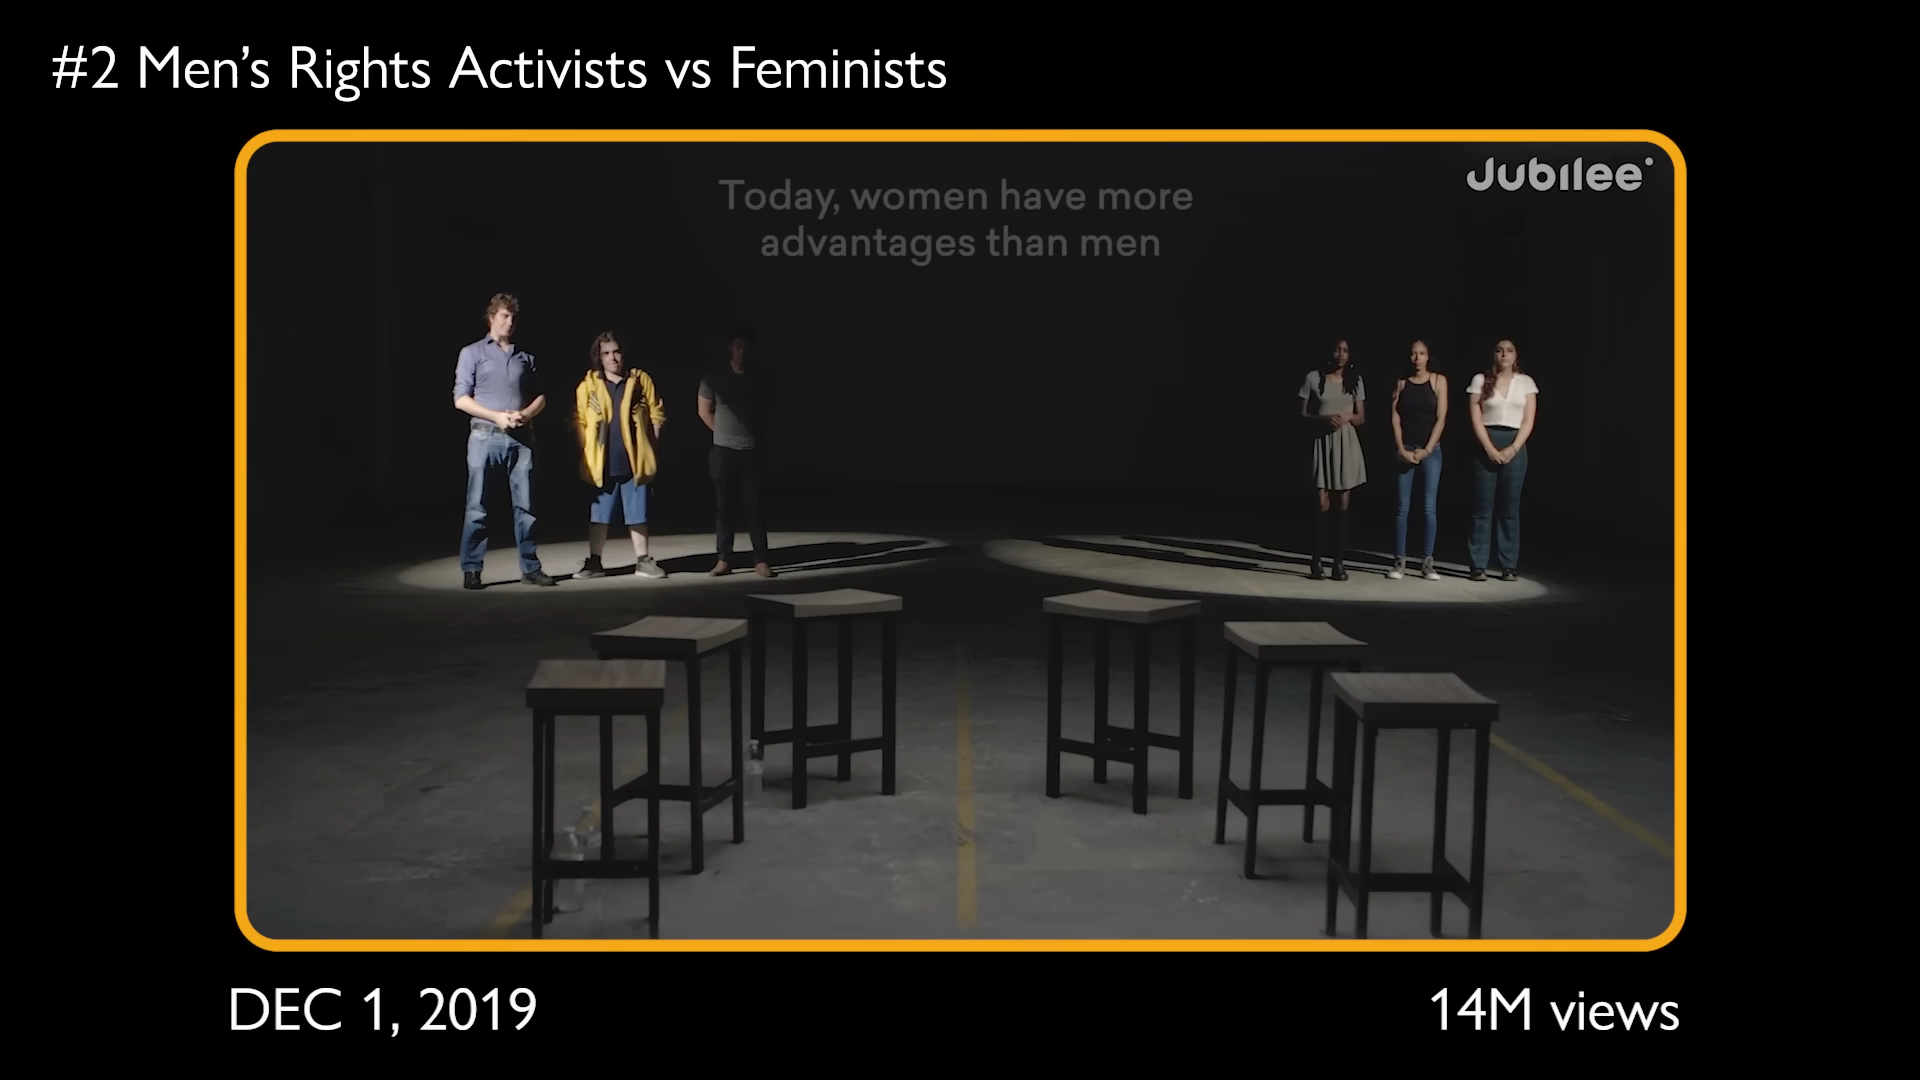 #2 Men’s Rights Activists vs Feminists
Jubilee
Today, women have more
advantages than men
DEC 1, 2019
14M views